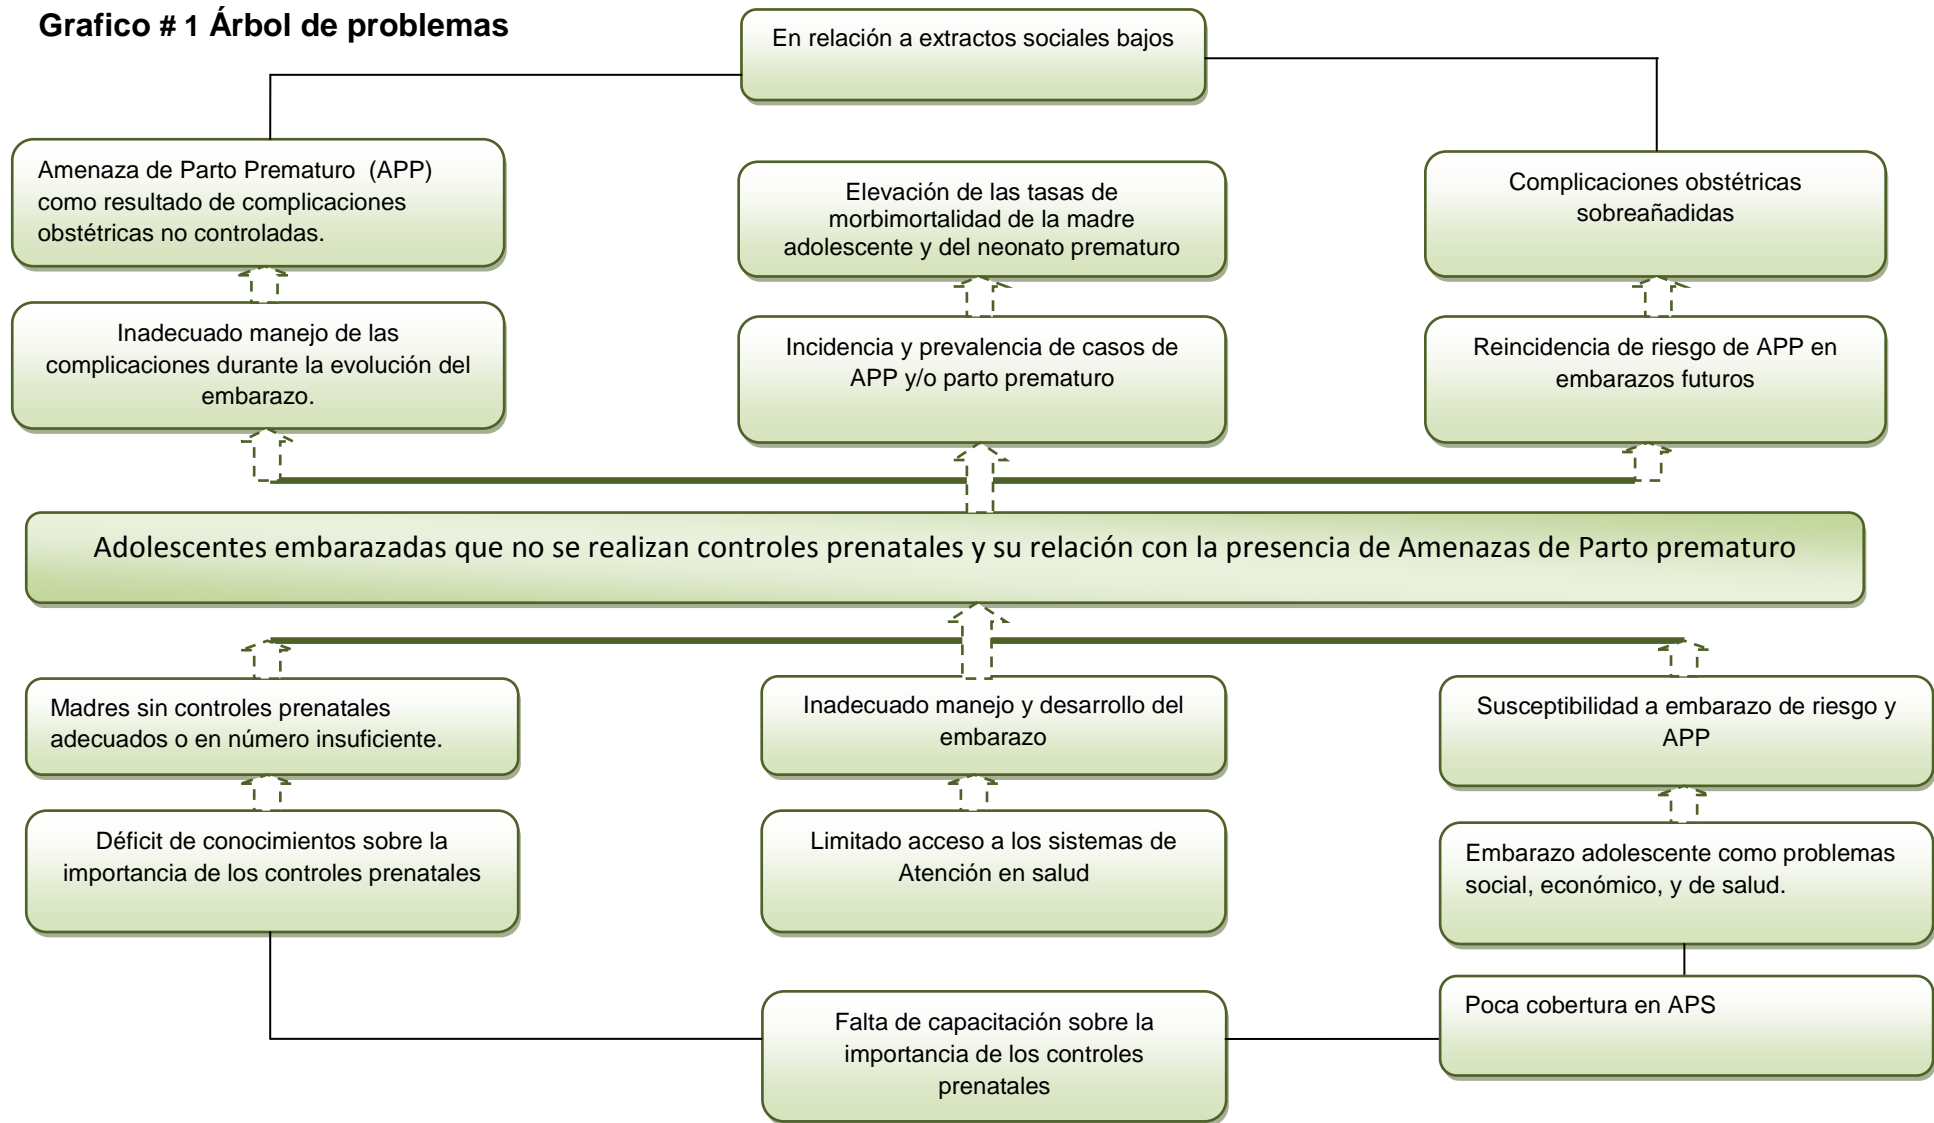 Grafico # 1 Árbol de problemas
En relación a extractos sociales bajos
Amenaza de Parto Prematuro (APP)
como resultado de complicaciones
obstétricas no controladas.
Elevación de las tasas de
morbimortalidad de la madre
adolescente y del neonato prematuro
Complicaciones obstétricas
sobreañadidas
Inadecuado manejo de las
complicaciones durante la evolución del
embarazo.
Incidencia y prevalencia de casos de
APP y/o parto prematuro
Reincidencia de riesgo de APP en
embarazos futuros
Adolescentes embarazadas que no se realizan controles prenatales y su relación con la presencia de Amenazas de Parto prematuro
Madres sin controles prenatales
adecuados o en número insuficiente.
Inadecuado manejo y desarrollo del
embarazo
Susceptibilidad a embarazo de riesgo y
APP
Déficit de conocimientos sobre la
importancia de los controles prenatales
Limitado acceso a los sistemas de
Atención en salud
Embarazo adolescente como problemas
social, económico, y de salud.
Falta de capacitación sobre la
importancia de los controles
prenatales
Poca cobertura en APS